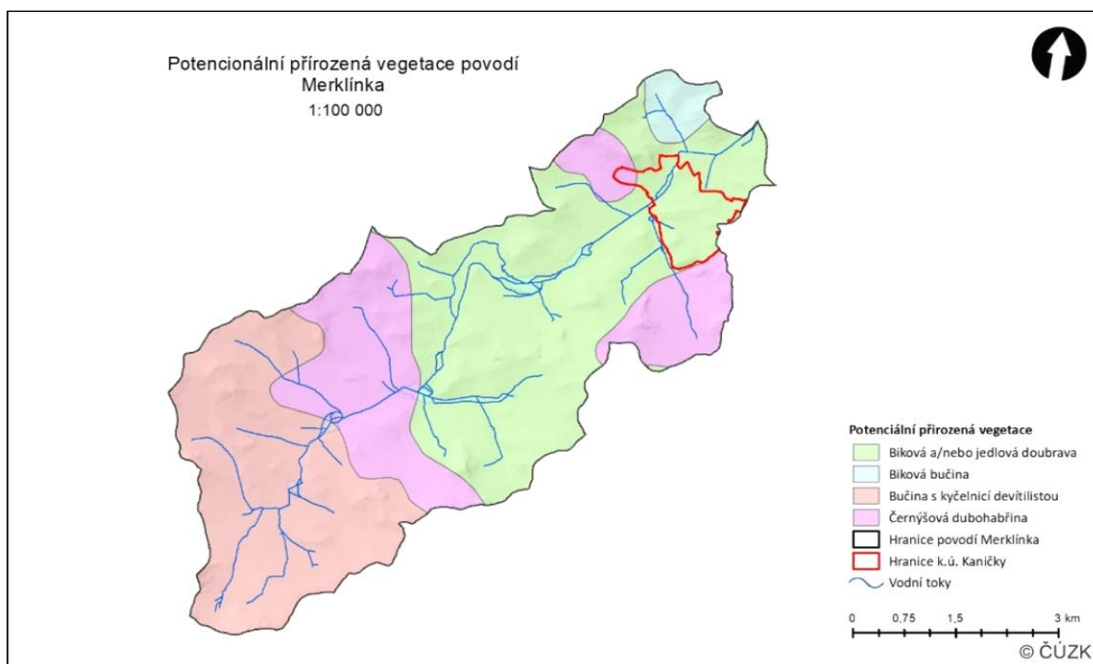 Potencionální přírozená vegetace povodí
Merklínka
1:100 000
Potenciální přirozená vegetace
Biková a/nebo jedlová doubrava
Biková bučina
Bučina s kyčelnicí devítilistou
Černýšová dubohabřina
Hranice povodí Merklínka
Hranice k.ú. Kaničky
Vodní toky
0 0,75 1,5 3 km
© ČÚZK